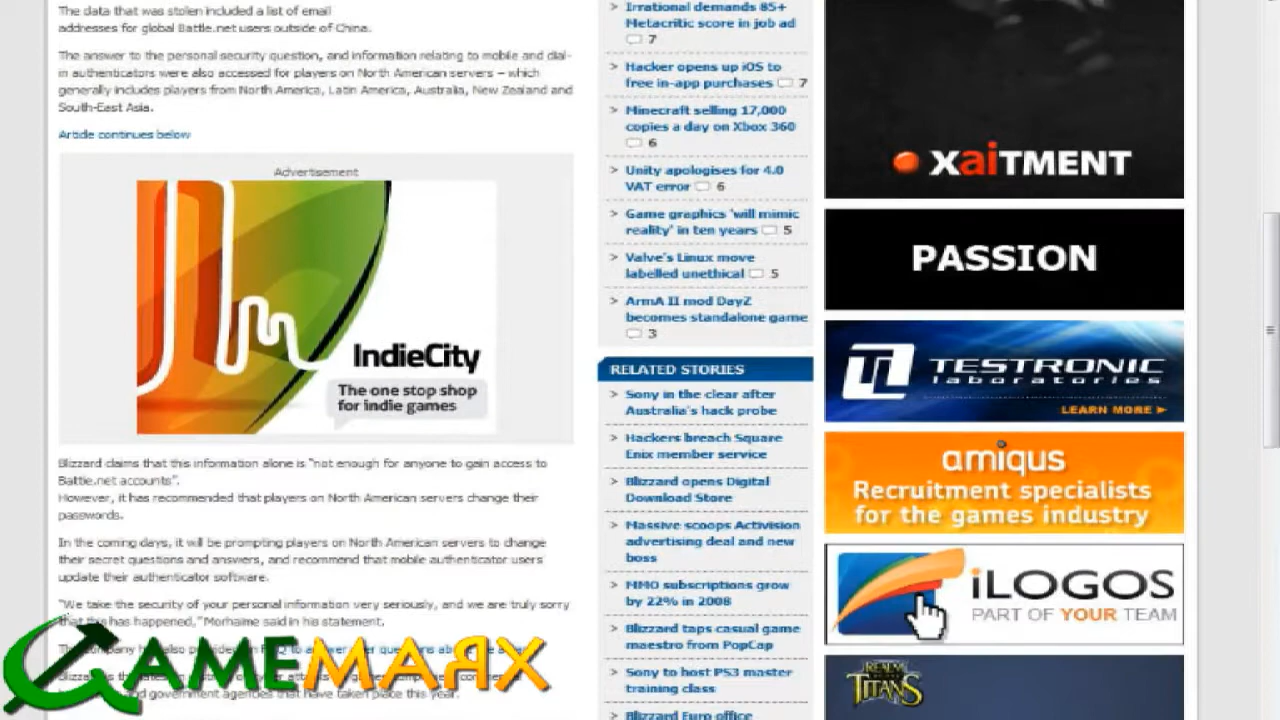 The data that was stolen included a list of email
addresses for global Battle.net users outside of China.
The answer to the personal security question, and information relating to mobile and dial-
in authenticators were also accessed for players on North American servers – which
generally includes players from North America, Latin America, Australia, New Zealand and
South-East Asia.
Article continues below
Advertisement
IndieCity
The one stop shop
for indie games
Blizzard claims that this information alone is “not enough for anyone to gain access to
Battle.net accounts”.
However, it has recommended that players on North American servers change their
passwords.
In the coming days, it will be prompting players on North American servers to change
their secret questions and answers, and recommend that mobile authenticator users
update their authenticator software.
“We take the security of your personal information very seriously, and we are truly sorry
that this has happened,” Morhaime said in his statement.
and government agencies that have taken place this year.
GAMEMARX
Irrational demands 85+
Metacritic score in job ad
7
Hacker opens up iOS to
free in-app purchases 7
Minecraft selling 17,000
copies a day on Xbox 360
6
Unity apologises for 4.0
VAT error 6
Game graphics 'will mimic
reality' in ten years 5
Valve's Linux move
labelled unethical 5
ArmA II mod DayZ
becomes standalone game
3
RELATED STORIES
Sony in the clear after
Australia's hack probe
Hackers breach Square
Enix member service
Blizzard opens Digital
Download Store
Massive scoops Activision
advertising deal and new
boss
MMO subscriptions grow
by 22% in 2008
Blizzard taps casual game
maestro from PopCap
Sony to host PS3 master
training class
Blizzard Euro office
xaiTMENT
PASSION
TESTRONIC
laboratories
LEARN MORE
amiqus
Recruitment specialists
for the games industry
iLOGOS
PART OF YOUR TEAM
REALM
TITANS